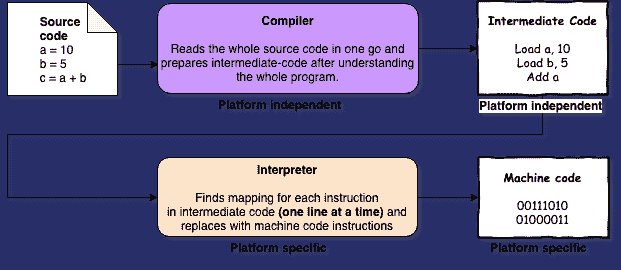 Source
code
a = 10
b = 5
c = a + b
Compiler
Reads the whole source code in one go and
prepares intermediate-code after understanding
the whole program.
Platform independent
Intermediate Code
Load a, 10
Load b, 5
Add a
Platform independent
Interpreter
Finds mapping for each instruction
in intermediate code (one line at a time) and
replaces with machine code instructions
Platform specific
Machine code
00111010
01000011
Platform specific